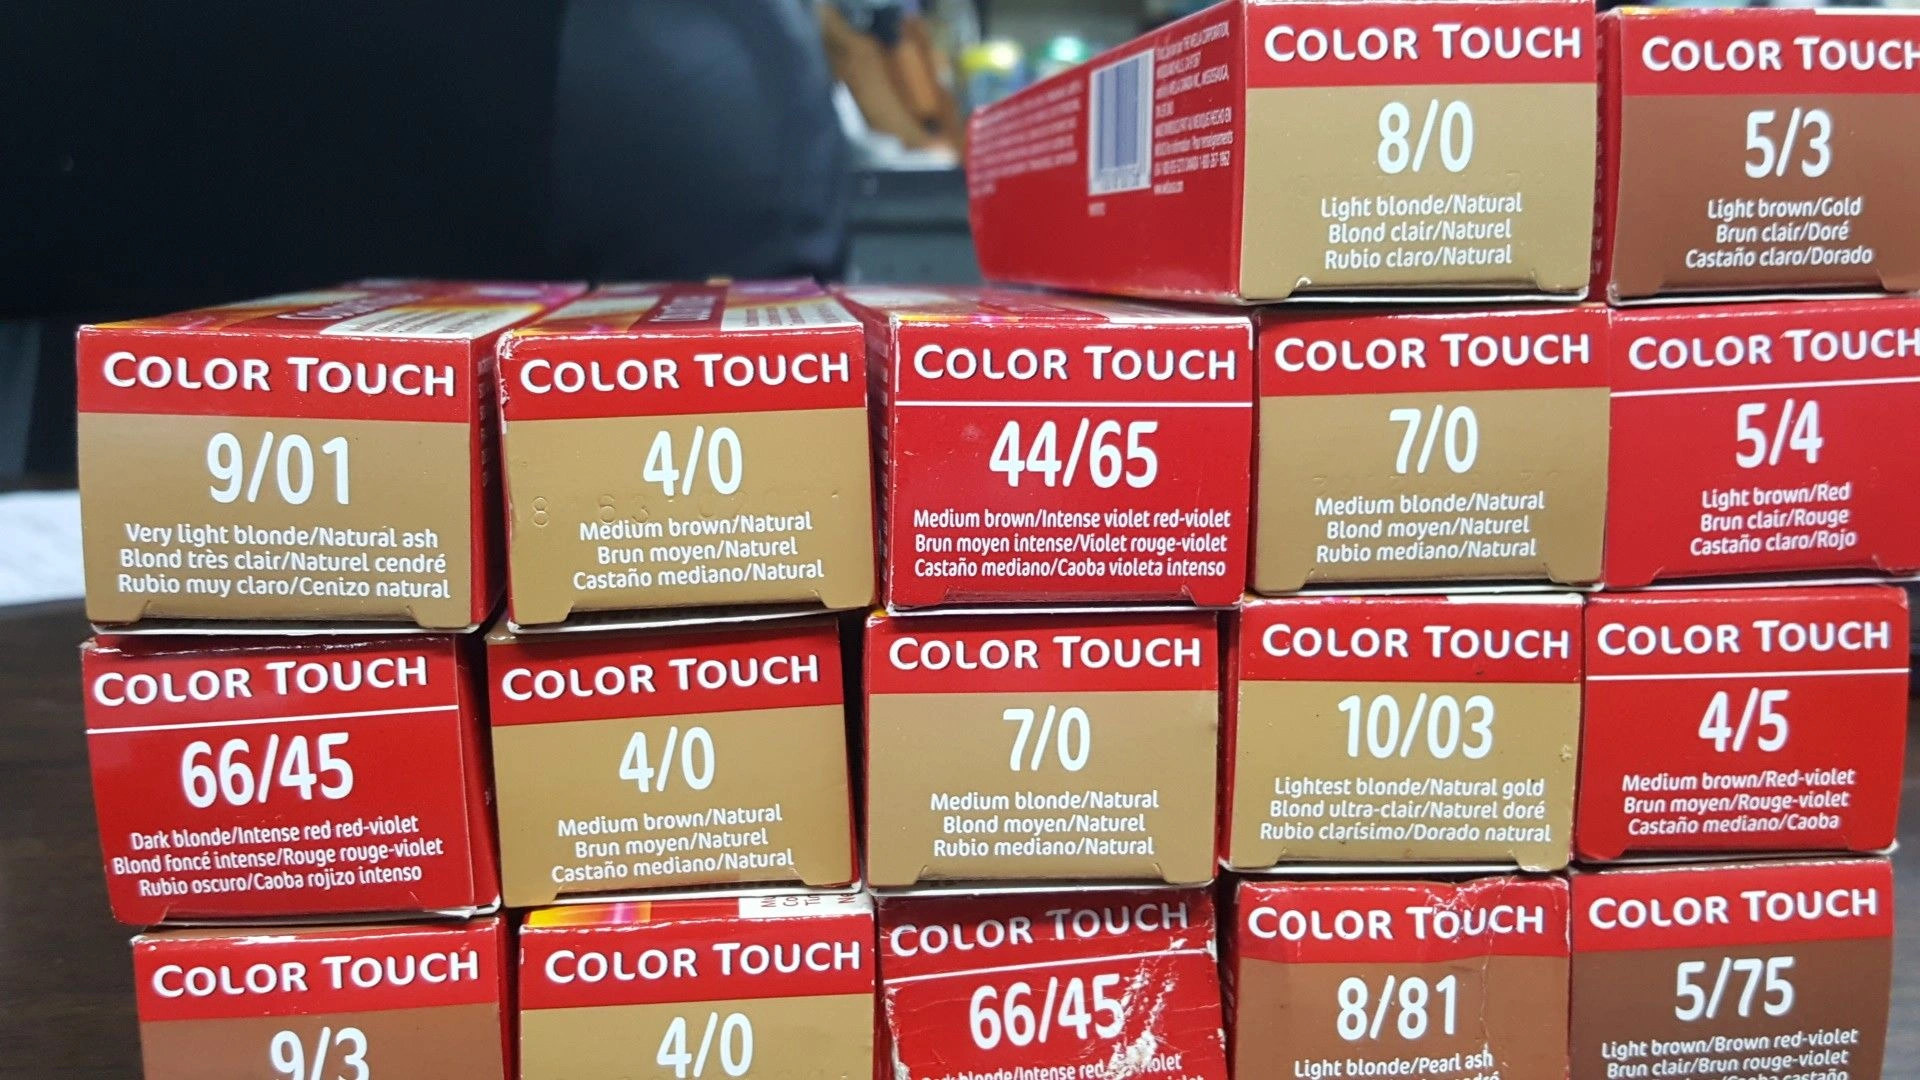 COLOR TOUCH
8/0
Light blonde/Natural
Blond clair/Naturel
Rubio claro/Natural
COLOR TOUCH
5/3
Light brown/Gold
Brun clair/Doré
Castaño claro/Dorado
COLOR TOUCH
9/01
Very light blonde/Natural ash
Blond très clair/Naturel cendré
Rubio muy claro/Cenizo natural
COLOR TOUCH
4/0
Medium brown/Natural
Brun moyen/Naturel
Castaño mediano/Natural
COLOR TOUCH
44/65
Medium brown/Intense violet red-violet
Brun moyen intense/Violet rouge-violet
Castaño mediano/Caoba violeta intenso
COLOR TOUCH
7/0
Medium blonde/Natural
Blond moyen/Naturel
Rubio mediano/Natural
COLOR TOUCH
5/4
Light brown/Red
Brun clair/Rouge
Castaño claro/Rojo
COLOR TOUCH
66/45
Dark blonde/Intense red red-violet
Blond foncé intense/Rouge rouge-violet
Rubio oscuro/Caoba rojizo intenso
COLOR TOUCH
4/0
Medium brown/Natural
Brun moyen/Naturel
Castaño mediano/Natural
COLOR TOUCH
7/0
Medium blonde/Natural
Blond moyen/Naturel
Rubio mediano/Natural
COLOR TOUCH
10/03
Lightest blonde/Natural gold
Blond ultra-clair/Naturel doré
Rubio clarísimo/Dorado natural
COLOR TOUCH
4/5
Medium brown/Red-violet
Brun moyen/Rouge-violet
Castaño mediano/Caoba
COLOR TOUCH
9/3
COLOR TOUCH
4/0
COLOR TOUCH
66/45
blonde/Intense red
COLOR TOUCH
8/81
Light blonde/Pearl ash
COLOR TOUCH
5/75
Light brown/Brown red-violet
Brun clair/Brun rouge-violet